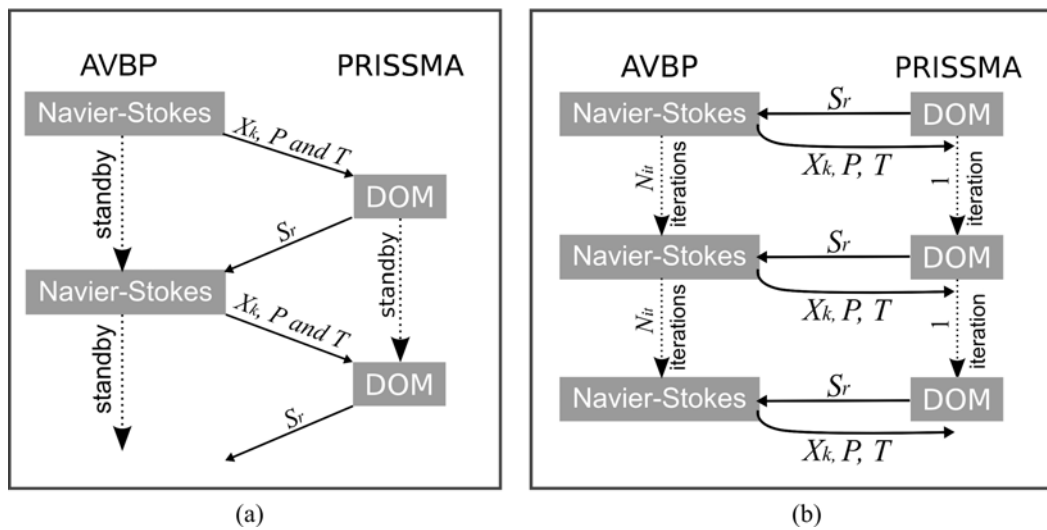 AVBP PRISSMA
Navier-Stokes
Xk, P and T
standby
DOM
Sr
standby
Navier-Stokes
Xk, P and T
standby
DOM
Sr
(a)
AVBP PRISSMA
Navier-Stokes Sr DOM
Xk, P, T
Nit
iterations
1
iteration
Navier-Stokes Sr DOM
Xk, P, T
Nit
iterations
1
iteration
Navier-Stokes Sr DOM
Xk, P, T
(b)